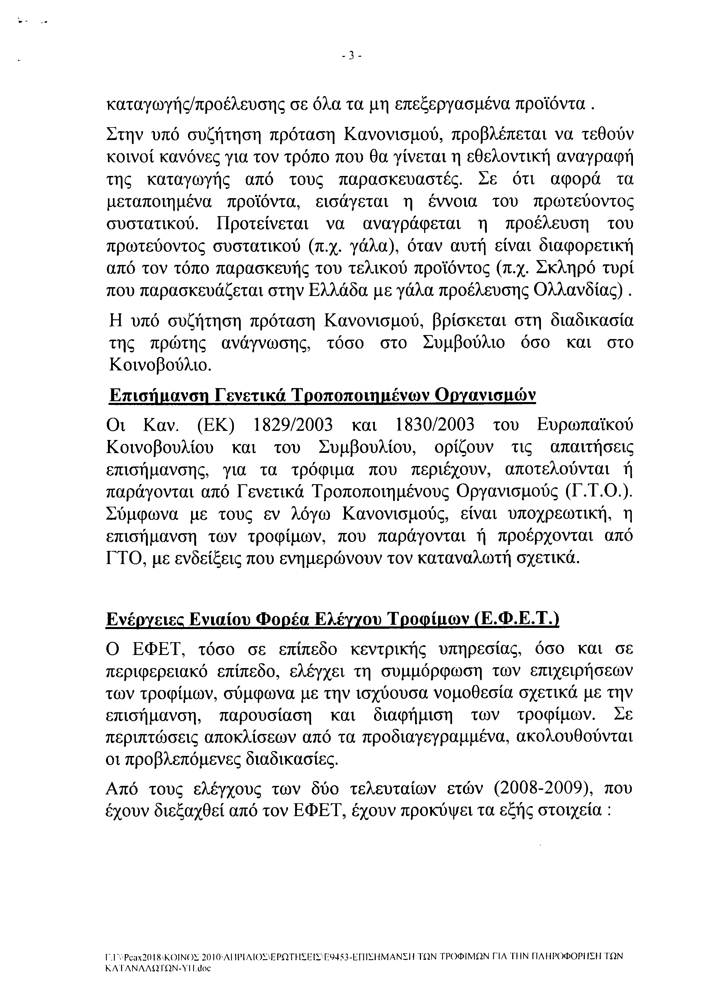 - 3 -
καταγωγής/προέλευσης σε όλα τα μη επεξεργασμένα προϊόντα .
Στην υπό συζήτηση πρόταση Κανονισμού, προβλέπεται να τεθούν
κοινοί κανόνες για τον τρόπο που θα γίνεται η εθελοντική αναγραφή
της καταγωγής από τους παρασκευαστές. Σε ότι αφορά τα
μεταποιημένα προϊόντα, εισάγεται η έννοια του πρωτεύοντος
συστατικού. Προτείνεται να αναγράφεται η προέλευση του
πρωτεύοντος συστατικού (π.χ. γάλα), όταν αυτή είναι διαφορετική
από τον τόπο παρασκευής του τελικού προϊόντος (π.χ. Σκληρό τυρί
που παρασκευάζεται στην Ελλάδα με γάλα προέλευσης Ολλανδίας) .
Η υπό συζήτηση πρόταση Κανονισμού, βρίσκεται στη διαδικασία
της πρώτης ανάγνωσης, τόσο στο Συμβούλιο όσο και στο
Κοινοβούλιο.
Επισήμανση Γενετικά Τροποποιημένων Οργανισμών
Οι Καν. (ΕΚ) 1829/2003 και 1830/2003 του Ευρωπαϊκού
Κοινοβουλίου και του Συμβουλίου, ορίζουν τις απαιτήσεις
επισήμανσης, για τα τρόφιμα που περιέχουν, αποτελούνται ή
παράγονται από Γενετικά Τροποποιημένους Οργανισμούς (Γ.Τ.Ο.).
Σύμφωνα με τους εν λόγω Κανονισμούς, είναι υποχρεωτική, η
επισήμανση των τροφίμων, που παράγονται ή προέρχονται από
ΓΤΟ, με ενδείξεις που ενημερώνουν τον καταναλωτή σχετικά.
Ενέργειες Ενιαίου Φορέα Ελέγχου Τροφίμων (Ε.Φ.Ε.Τ.)
Ο ΕΦΕΤ, τόσο σε επίπεδο κεντρικής υπηρεσίας, όσο και σε
περιφερειακό επίπεδο, ελέγχει τη συμμόρφωση των επιχειρήσεων
των τροφίμων, σύμφωνα με την ισχύουσα νομοθεσία σχετικά με την
επισήμανση, παρουσίαση και διαφήμιση των τροφίμων. Σε
περιπτώσεις αποκλίσεων από τα προδιαγεγραμμένα, ακολουθούνται
οι προβλεπόμενες διαδικασίες.
Από τους ελέγχους των δύο τελευταίων ετών (2008-2009), που
έχουν διεξαχθεί από τον ΕΦΕΤ, έχουν προκύψει τα εξής στοιχεία :
Γ.Γ\\Pcax2018\ΚΟΙΝΟΣ 2010\ΑΠΡΙΛΙΟΣ\ΕΡΩΤΗΣΕΙΣ\Ε9453-ΕΠΙΣΗΜΑΝΣΗ ΤΩΝ ΤΡΟΦΙΜΩΝ ΓΙΑ ΤΗΝ ΠΛΗΡΟΦΟΡΗΣΗ ΤΩΝ
ΚΑΤΑΝΑΛΩΤΩΝ-ΥΠ.doc